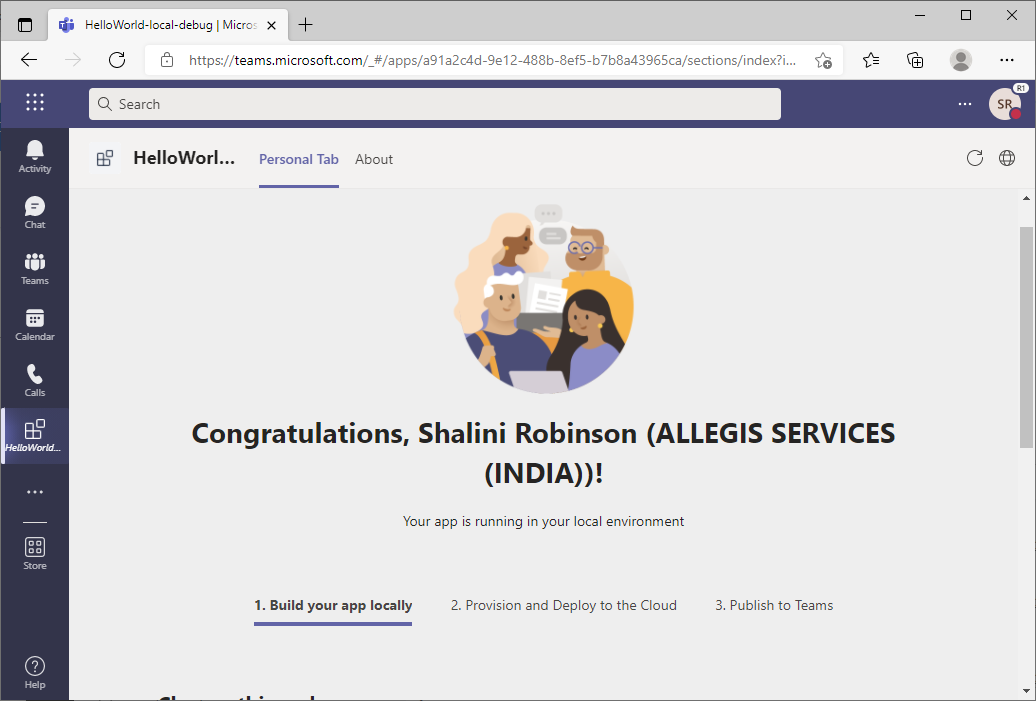 HelloWorld-local-debug | Micros
https://teams.microsoft.com/_#/apps/a91a2c4d-9e12-488b-8ef5-b7b8a43965ca/sections/index?i...
Search
SR
R1
Activity
Chat
Teams
Calendar
Calls
HelloWorld...
Store
Help
HelloWorl...
Personal Tab
About
Congratulations, Shalini Robinson (ALLEGIS SERVICES
(INDIA))!
Your app is running in your local environment
1. Build your app locally
2. Provision and Deploy to the Cloud
3. Publish to Teams